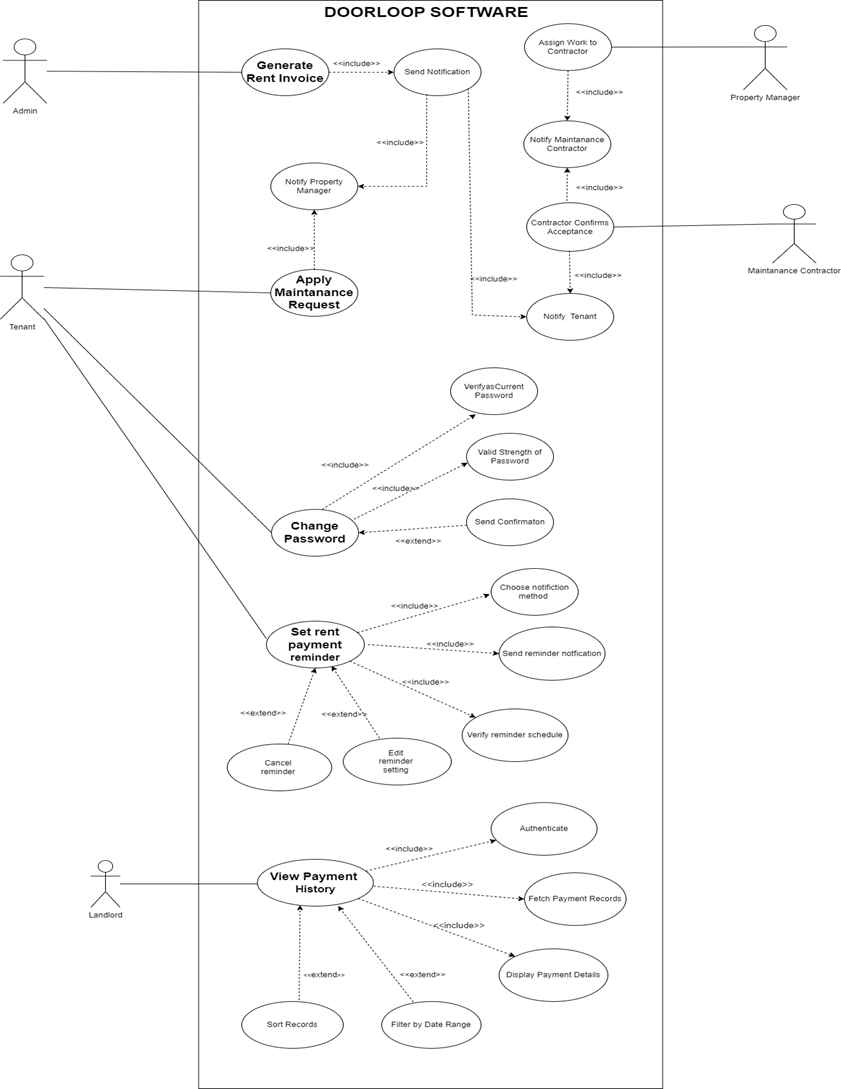 DOORLOOP SOFTWARE
Admin
Generate
Rent Invoice
<<include>>
Send Notification
Assign Work to
Contractor
Property Manager
<<include>>
<<include>>
Notify Maintanance
Contractor
Notify Property
Manager
<<include>>
<<include>>
Contractor Confirms
Acceptance
Maintanance Contractor
<<include>>
<<include>>
Apply
Maintanance
Request
<<include>>
Notify Tenant
Tenant
VerifyasCurrent
Password
<<include>>
Valid Strength of
Password
<<include>>
Change
Password
Send Confirmaton
<<extend>>
Choose notifiction
method
<<include>>
Set rent
payment
reminder
<<include>>
Send reminder notfication
<<include>>
<<extend>>
<<extend>>
Verify reminder schedule
Cancel
reminder
Edit
reminder
setting
Authenticate
<<include>>
View Payment
History
<<include>>
Fetch Payment Records
Landlord
<<include>>
Display Payment Details
<<extend>>
<<extend>>
Sort Records
Filter by Date Range